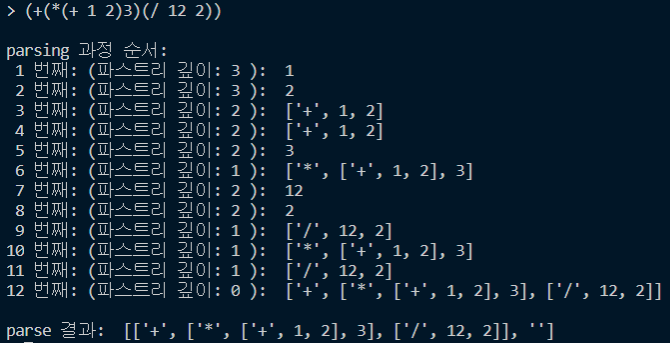 > (+(*(+ 1 2)3)(/ 12 2))
parsing 과정 순서:
1 번째: (파스트리 깊이: 3 ):  1
2 번째: (파스트리 깊이: 3 ):  2
3 번째: (파스트리 깊이: 2 ):  ['+', 1, 2]
4 번째: (파스트리 깊이: 2 ):  ['+', 1, 2]
5 번째: (파스트리 깊이: 2 ):  3
6 번째: (파스트리 깊이: 1 ):  ['*', ['+', 1, 2], 3]
7 번째: (파스트리 깊이: 2 ):  12
8 번째: (파스트리 깊이: 2 ):  2
9 번째: (파스트리 깊이: 1 ):  ['/', 12, 2]
10 번째: (파스트리 깊이: 1 ):  ['*', ['+', 1, 2], 3]
11 번째: (파스트리 깊이: 1 ):  ['/', 12, 2]
12 번째: (파스트리 깊이: 0 ):  ['+', ['*', ['+', 1, 2], 3], ['/', 12, 2]]
parse 결과:  [['+', ['*', ['+', 1, 2], 3], ['/', 12, 2]], '']